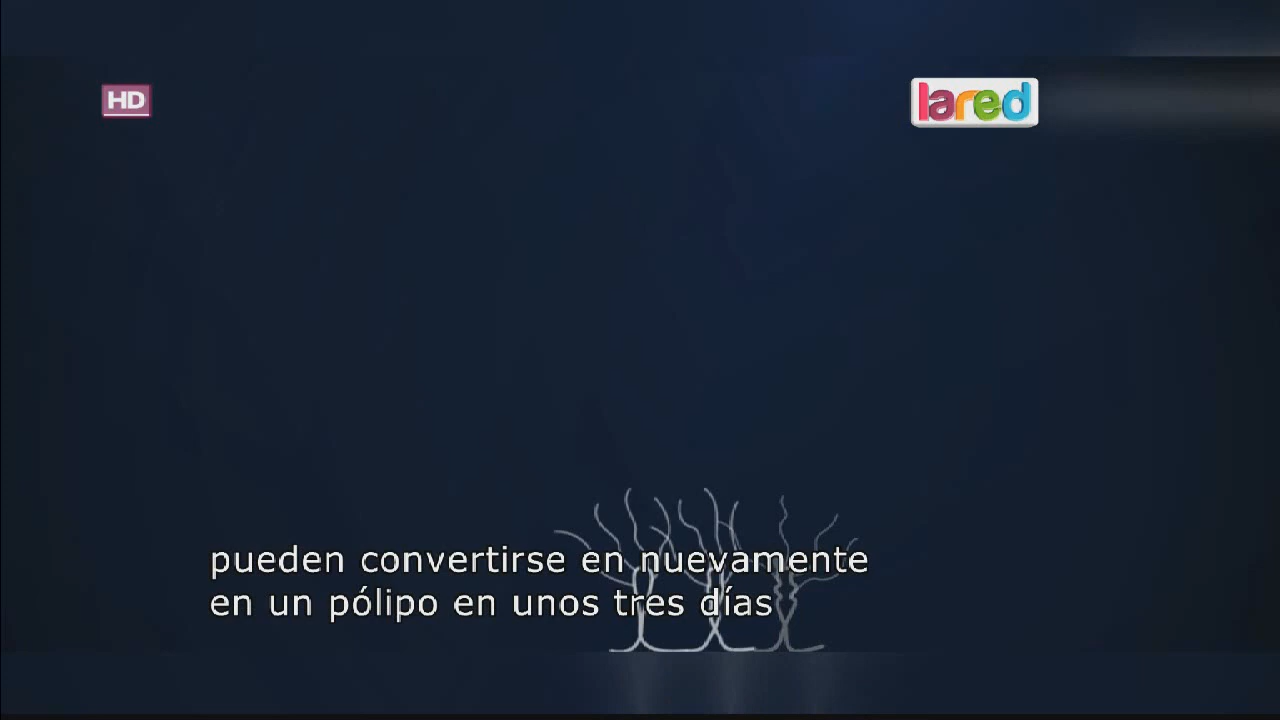 HD
lared
pueden convertirse en nuevamente
en un pólipo en unos tres días